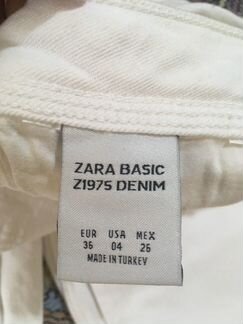 ZARA BASIC
Z1975 DENIM
EUR USA MEX
36 04 26
MADE IN TURKEY